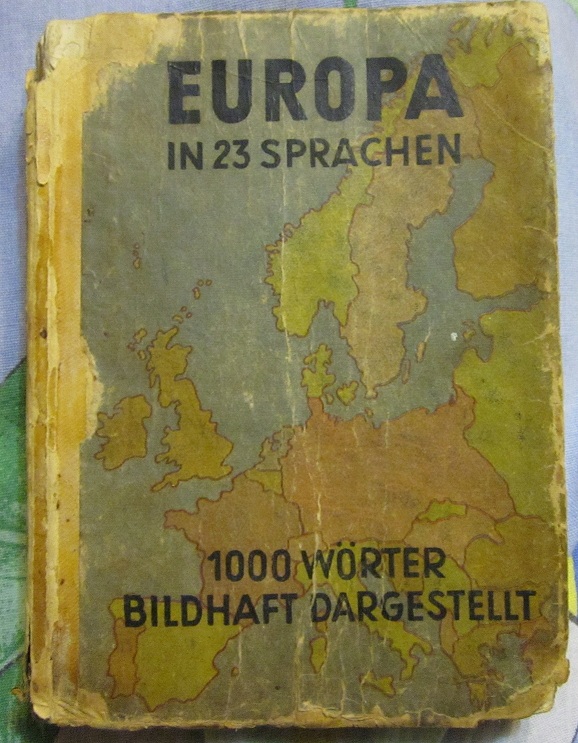 EUROPA
IN 23 SPRACHEN
1000 WÖRTER
BILDHAFT DARGESTELLT